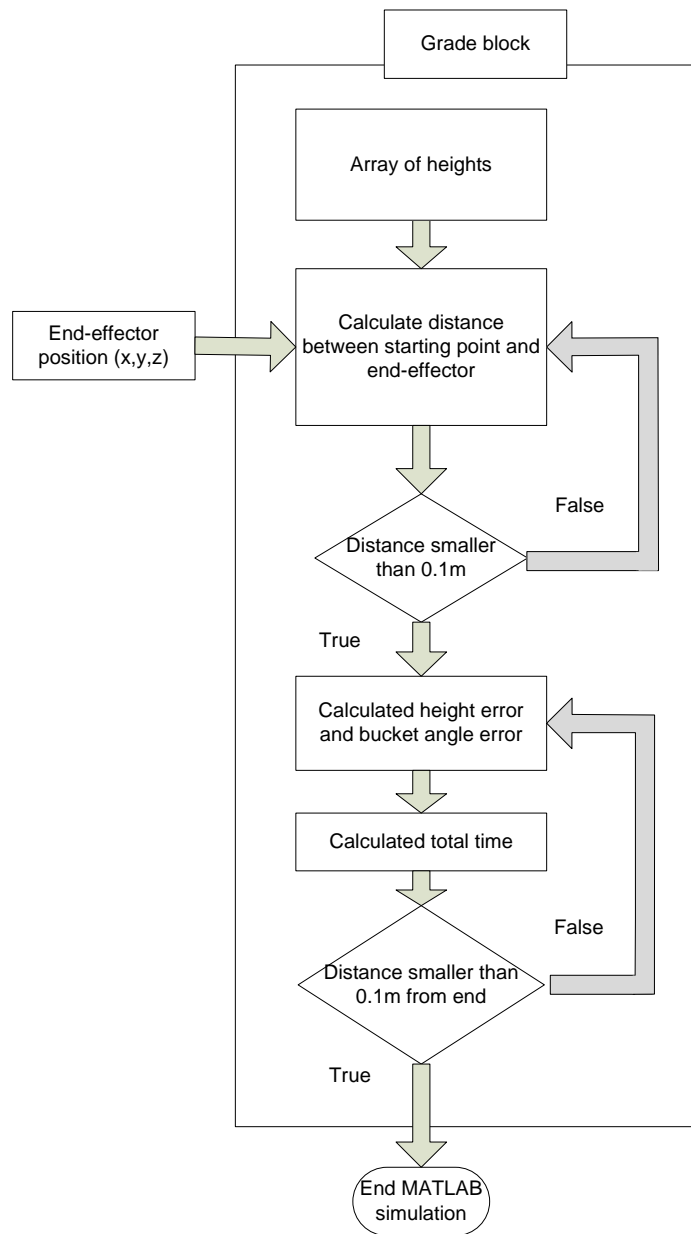 Grade block
Array of heights
End-effector
position (x,y,z)
Calculate distance
between starting point and
end-effector
False
Distance smaller
than 0.1m
True
Calculated height error
and bucket angle error
Calculated total time
False
Distance smaller than
0.1m from end
True
End MATLAB
simulation